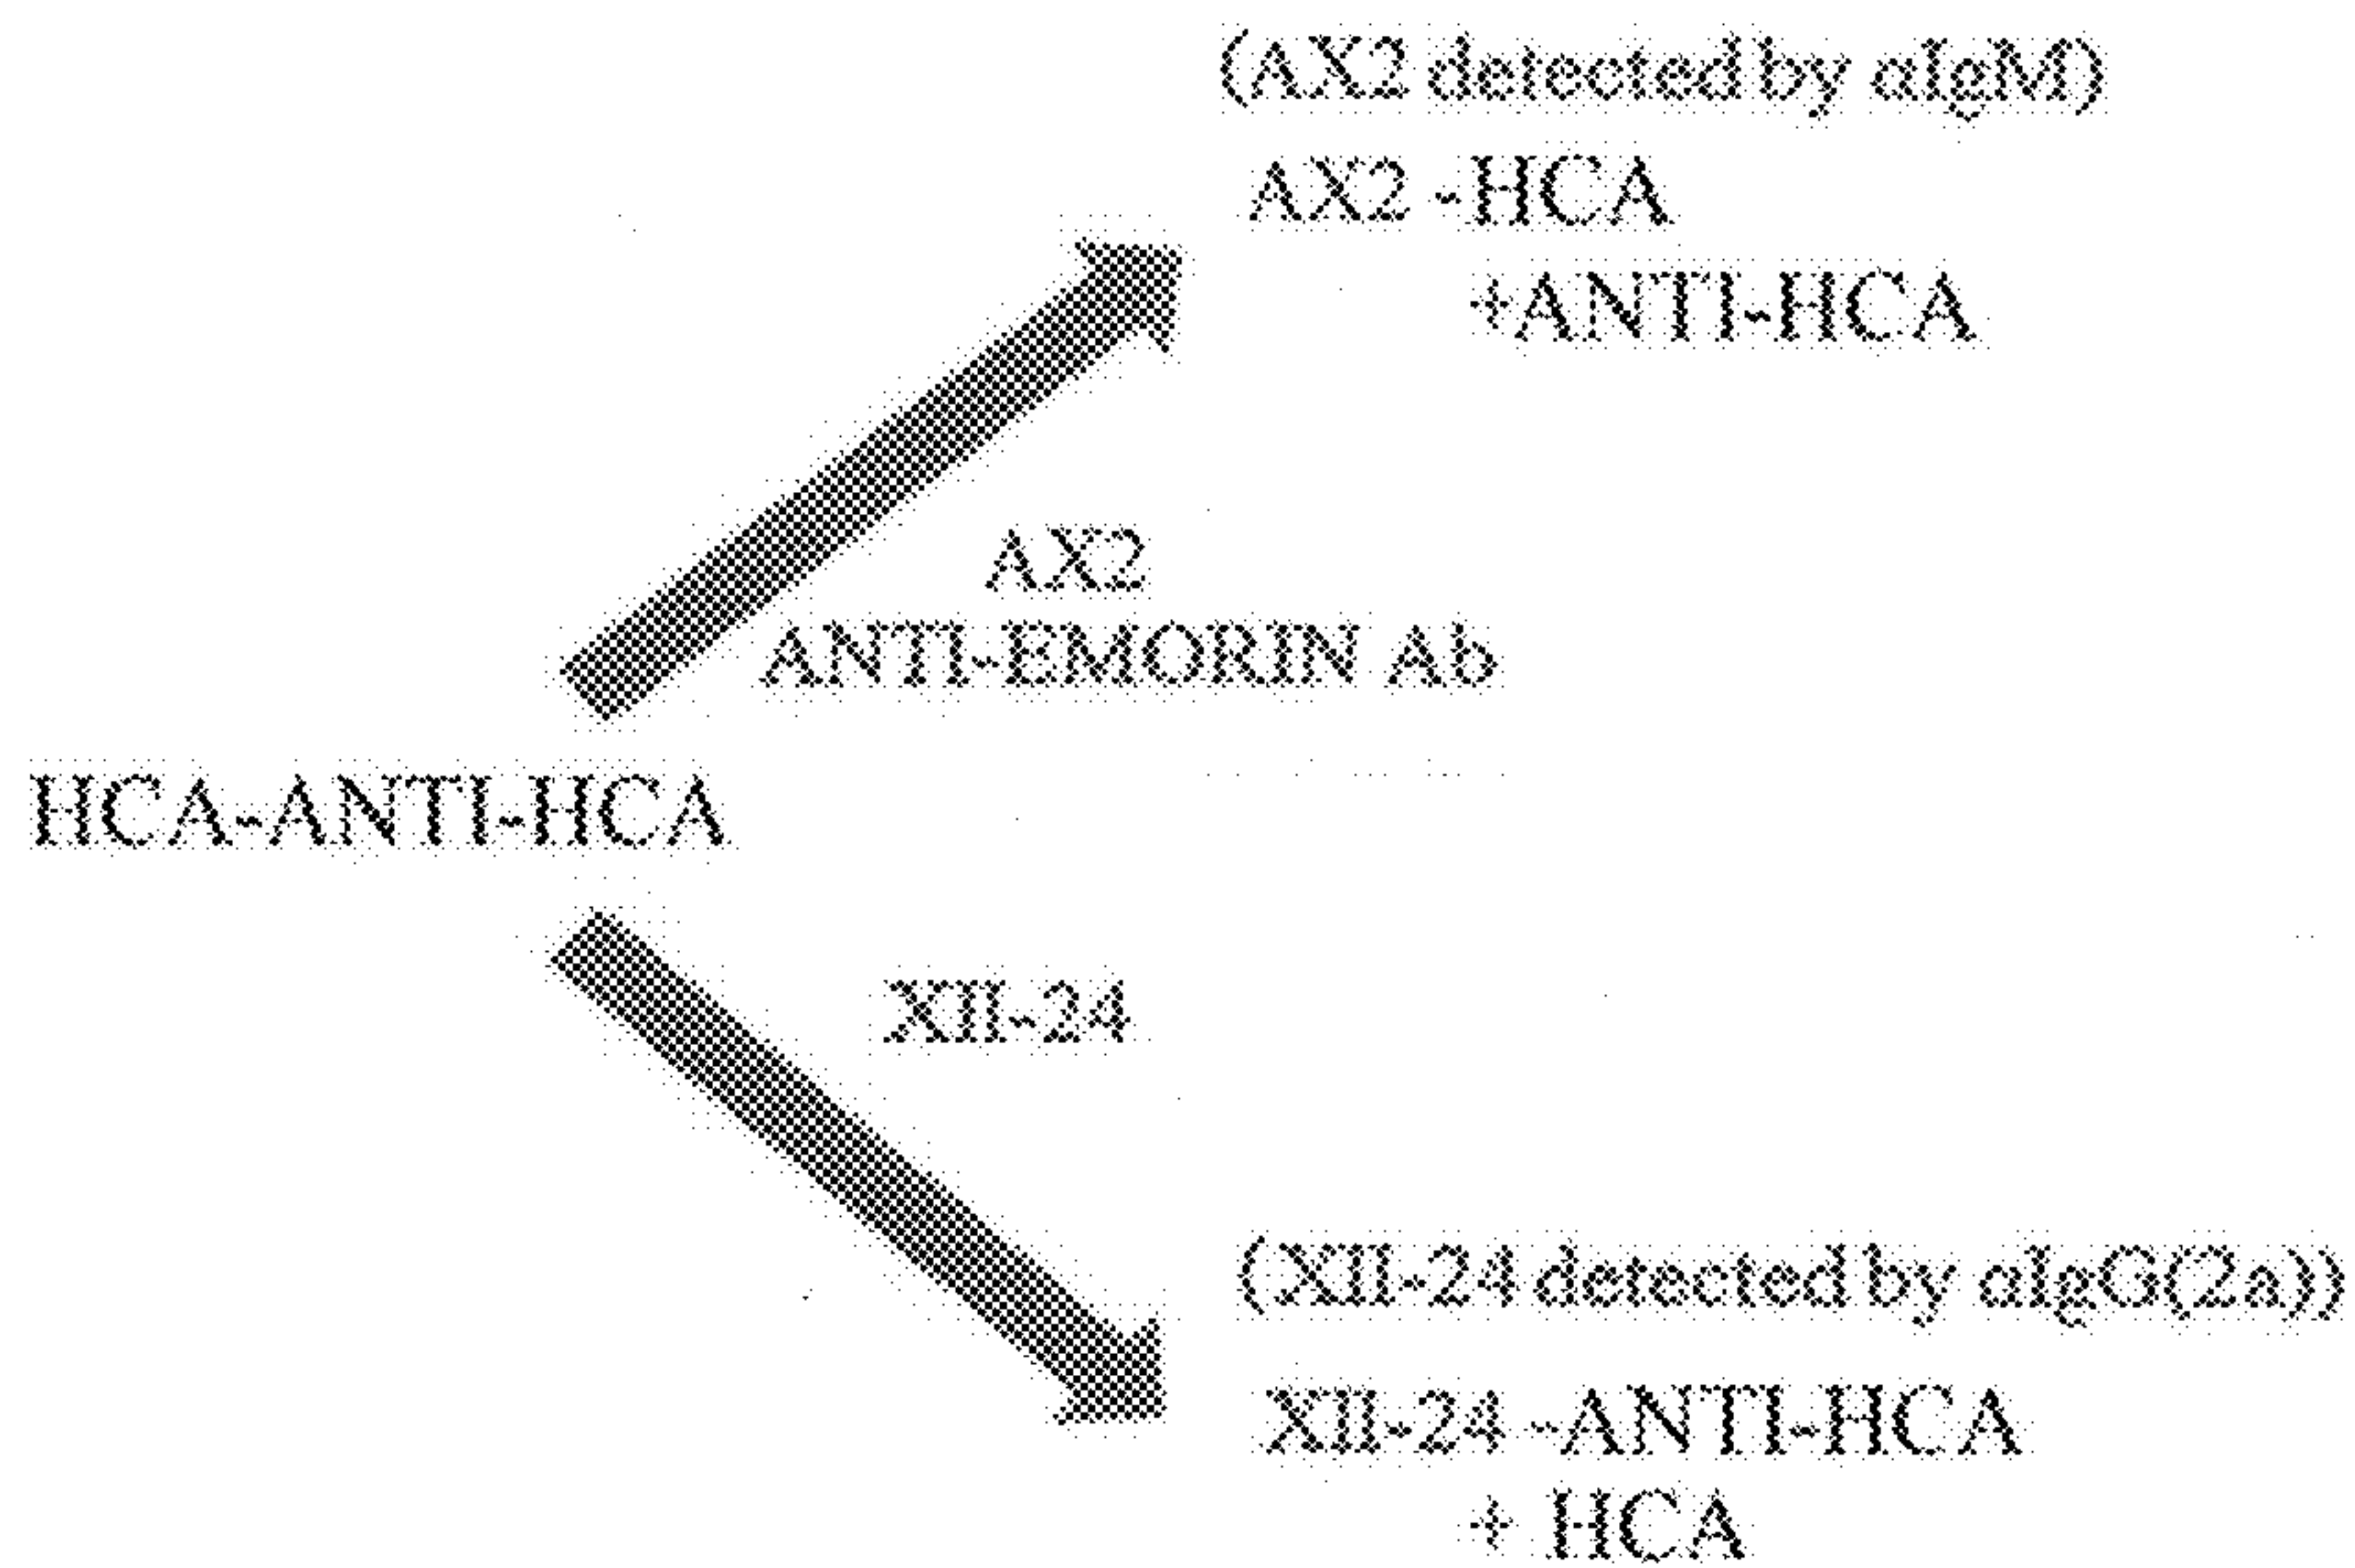 (AX2 detected by αIgM)
AX2 -HCA
+ANTI-HCA
AX2
ANTI-EMORIN Ab
HCA-ANTI-HCA
XII-24
(XII-24 detected by αIgG(2a))
XII-24 -ANTI-HCA
+ HCA